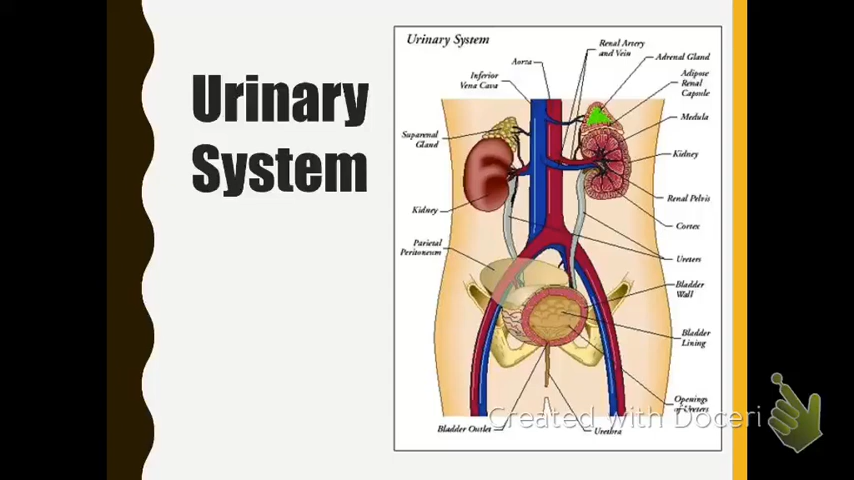 Urinary
System
Urinary System
Renal Artery
and Vein
Aorta
Adrenal Gland
Inferior
Vena Cava
Adipose
Renal
Capsule
Medula
Suprarenal
Gland
Kidney
Renal Pelvis
Kidney
Cortex
Parietal
Peritoneum
Ureters
Bladder
Wall
Bladder
Lining
Openings
of Ureters
Created with Doceri
Bladder Outlet
Urethra